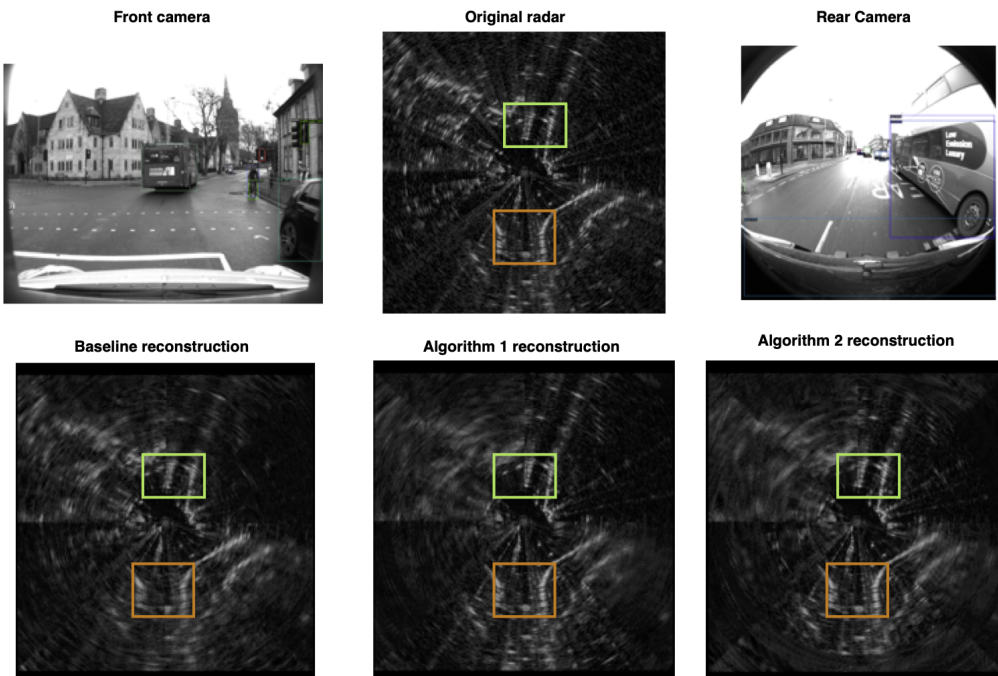 Front camera
Original radar
Rear Camera
Low
Emission
Luxury
Baseline reconstruction
Algorithm 1 reconstruction
Algorithm 2 reconstruction